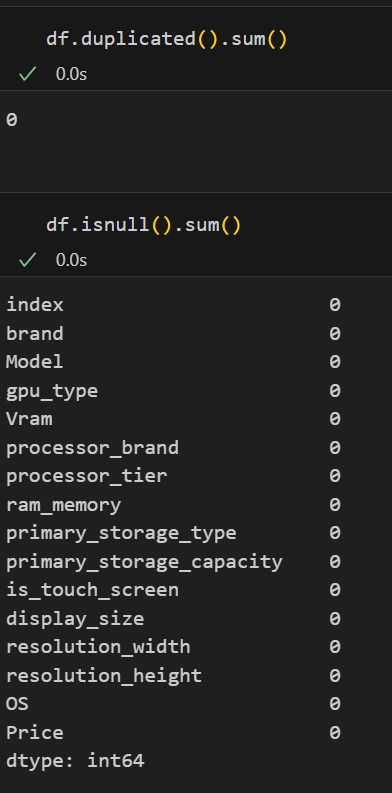 df.duplicated().sum()
0.0s
0
df.isnull().sum()
0.0s
index 0
brand 0
Model 0
gpu_type 0
Vram 0
processor_brand 0
processor_tier 0
ram_memory 0
primary_storage_type 0
primary_storage_capacity 0
is_touch_screen 0
display_size 0
resolution_width 0
resolution_height 0
OS 0
Price 0
dtype: int64